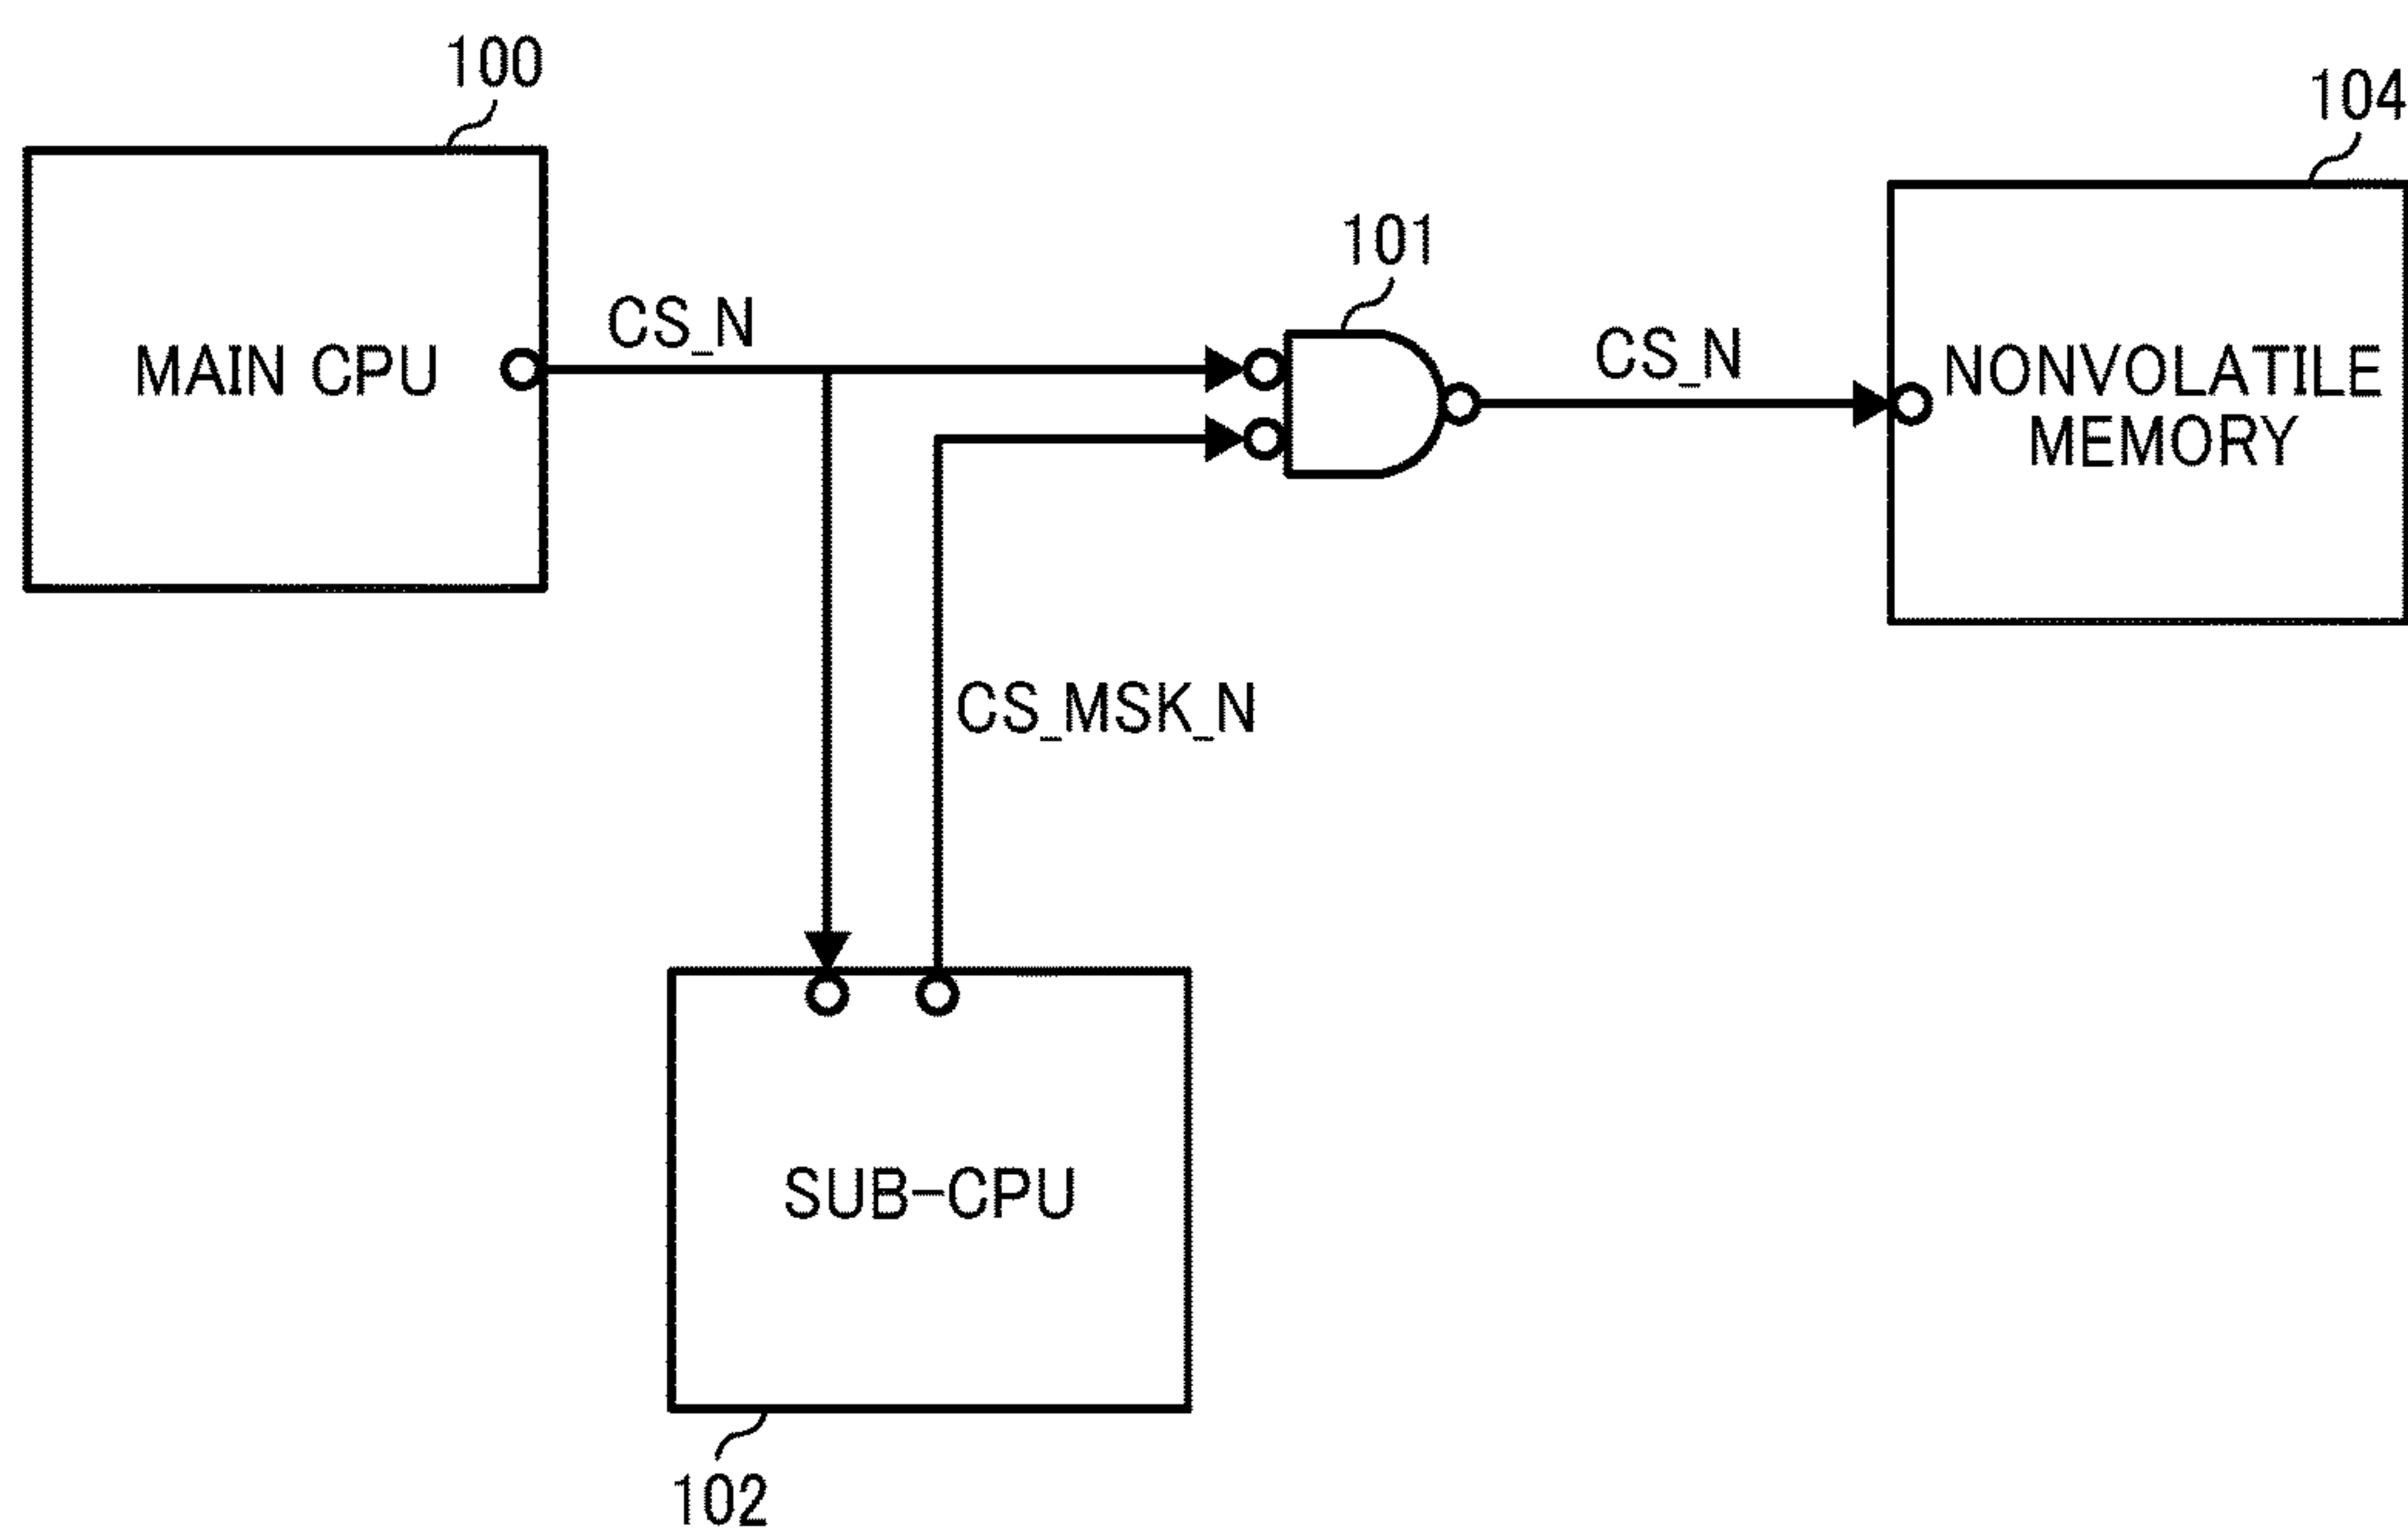 100
104
101
CS_N
CS_N
MAIN CPU
NONVOLATILE
MEMORY
CS_MSK_N
SUB-CPU
102